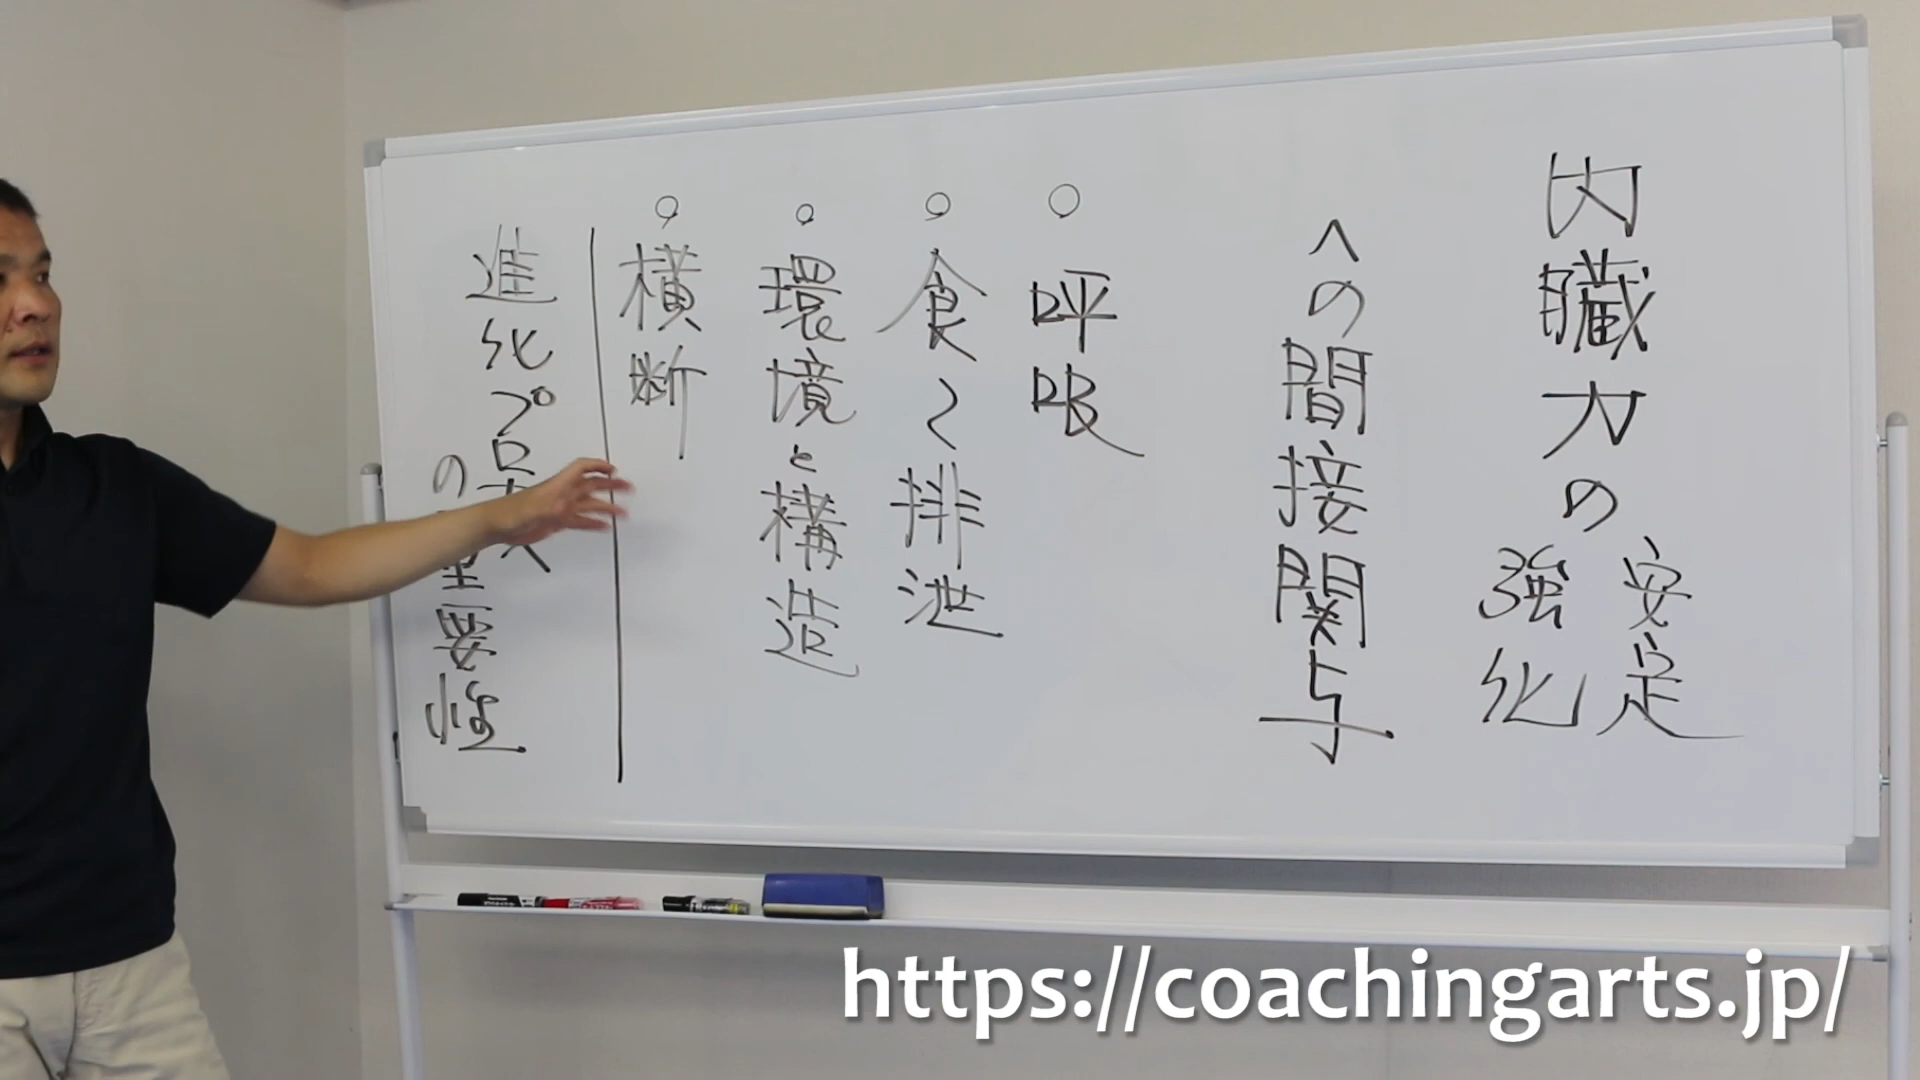 内臓力の安定
強化
への間接関与
○呼吸
○食と排泄
○環境と構造
○横断
進化プロセス
の重要性
https://coachingarts.jp/